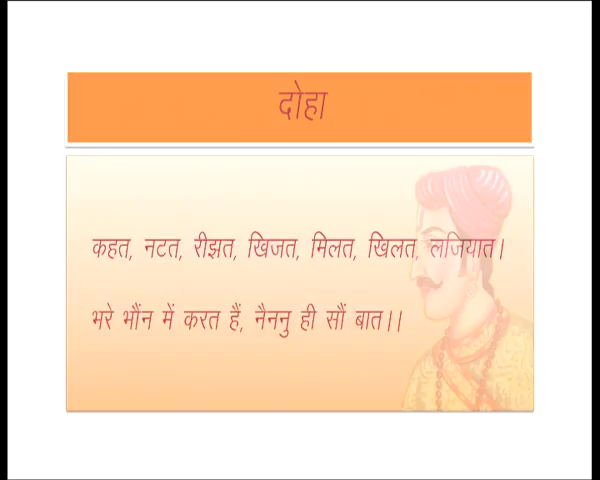 दोहा
कहत, नटत, रीझत, खिजत, मिलत, खिलत, लजियात।
भरे भौंन में करत हैं, नैननु ही सौं बात।।